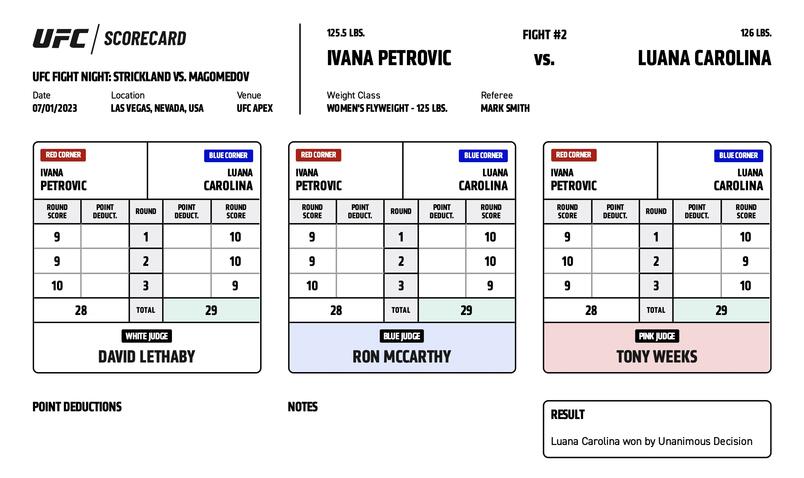 UFC SCORECARD
UFC FIGHT NIGHT: STRICKLAND VS. MAGOMEDOV
Date Location Venue
07/01/2023 LAS VEGAS, NEVADA, USA UFC APEX
125.5 LBS. FIGHT #2 126 LBS.
IVANA PETROVIC VS. LUANA CAROLINA
Weight Class Referee
WOMEN'S FLYWEIGHT - 125 LBS. MARK SMITH
RED CORNER BLUE CORNER
IVANA LUANA
PETROVIC CAROLINA
ROUND SCORE POINT DEDUCT. ROUND POINT DEDUCT. ROUND SCORE
9 1 10
9 2 10
10 3 9
28 TOTAL 29
WHITE JUDGE
DAVID LETHABY
RED CORNER BLUE CORNER
IVANA LUANA
PETROVIC CAROLINA
ROUND SCORE POINT DEDUCT. ROUND POINT DEDUCT. ROUND SCORE
9 1 10
9 2 10
10 3 9
28 TOTAL 29
BLUE JUDGE
RON MCCARTHY
RED CORNER BLUE CORNER
IVANA LUANA
PETROVIC CAROLINA
ROUND SCORE POINT DEDUCT. ROUND POINT DEDUCT. ROUND SCORE
9 1 10
10 2 9
9 3 10
28 TOTAL 29
PINK JUDGE
TONY WEEKS
POINT DEDUCTIONS
NOTES
RESULT
Luana Carolina won by Unanimous Decision